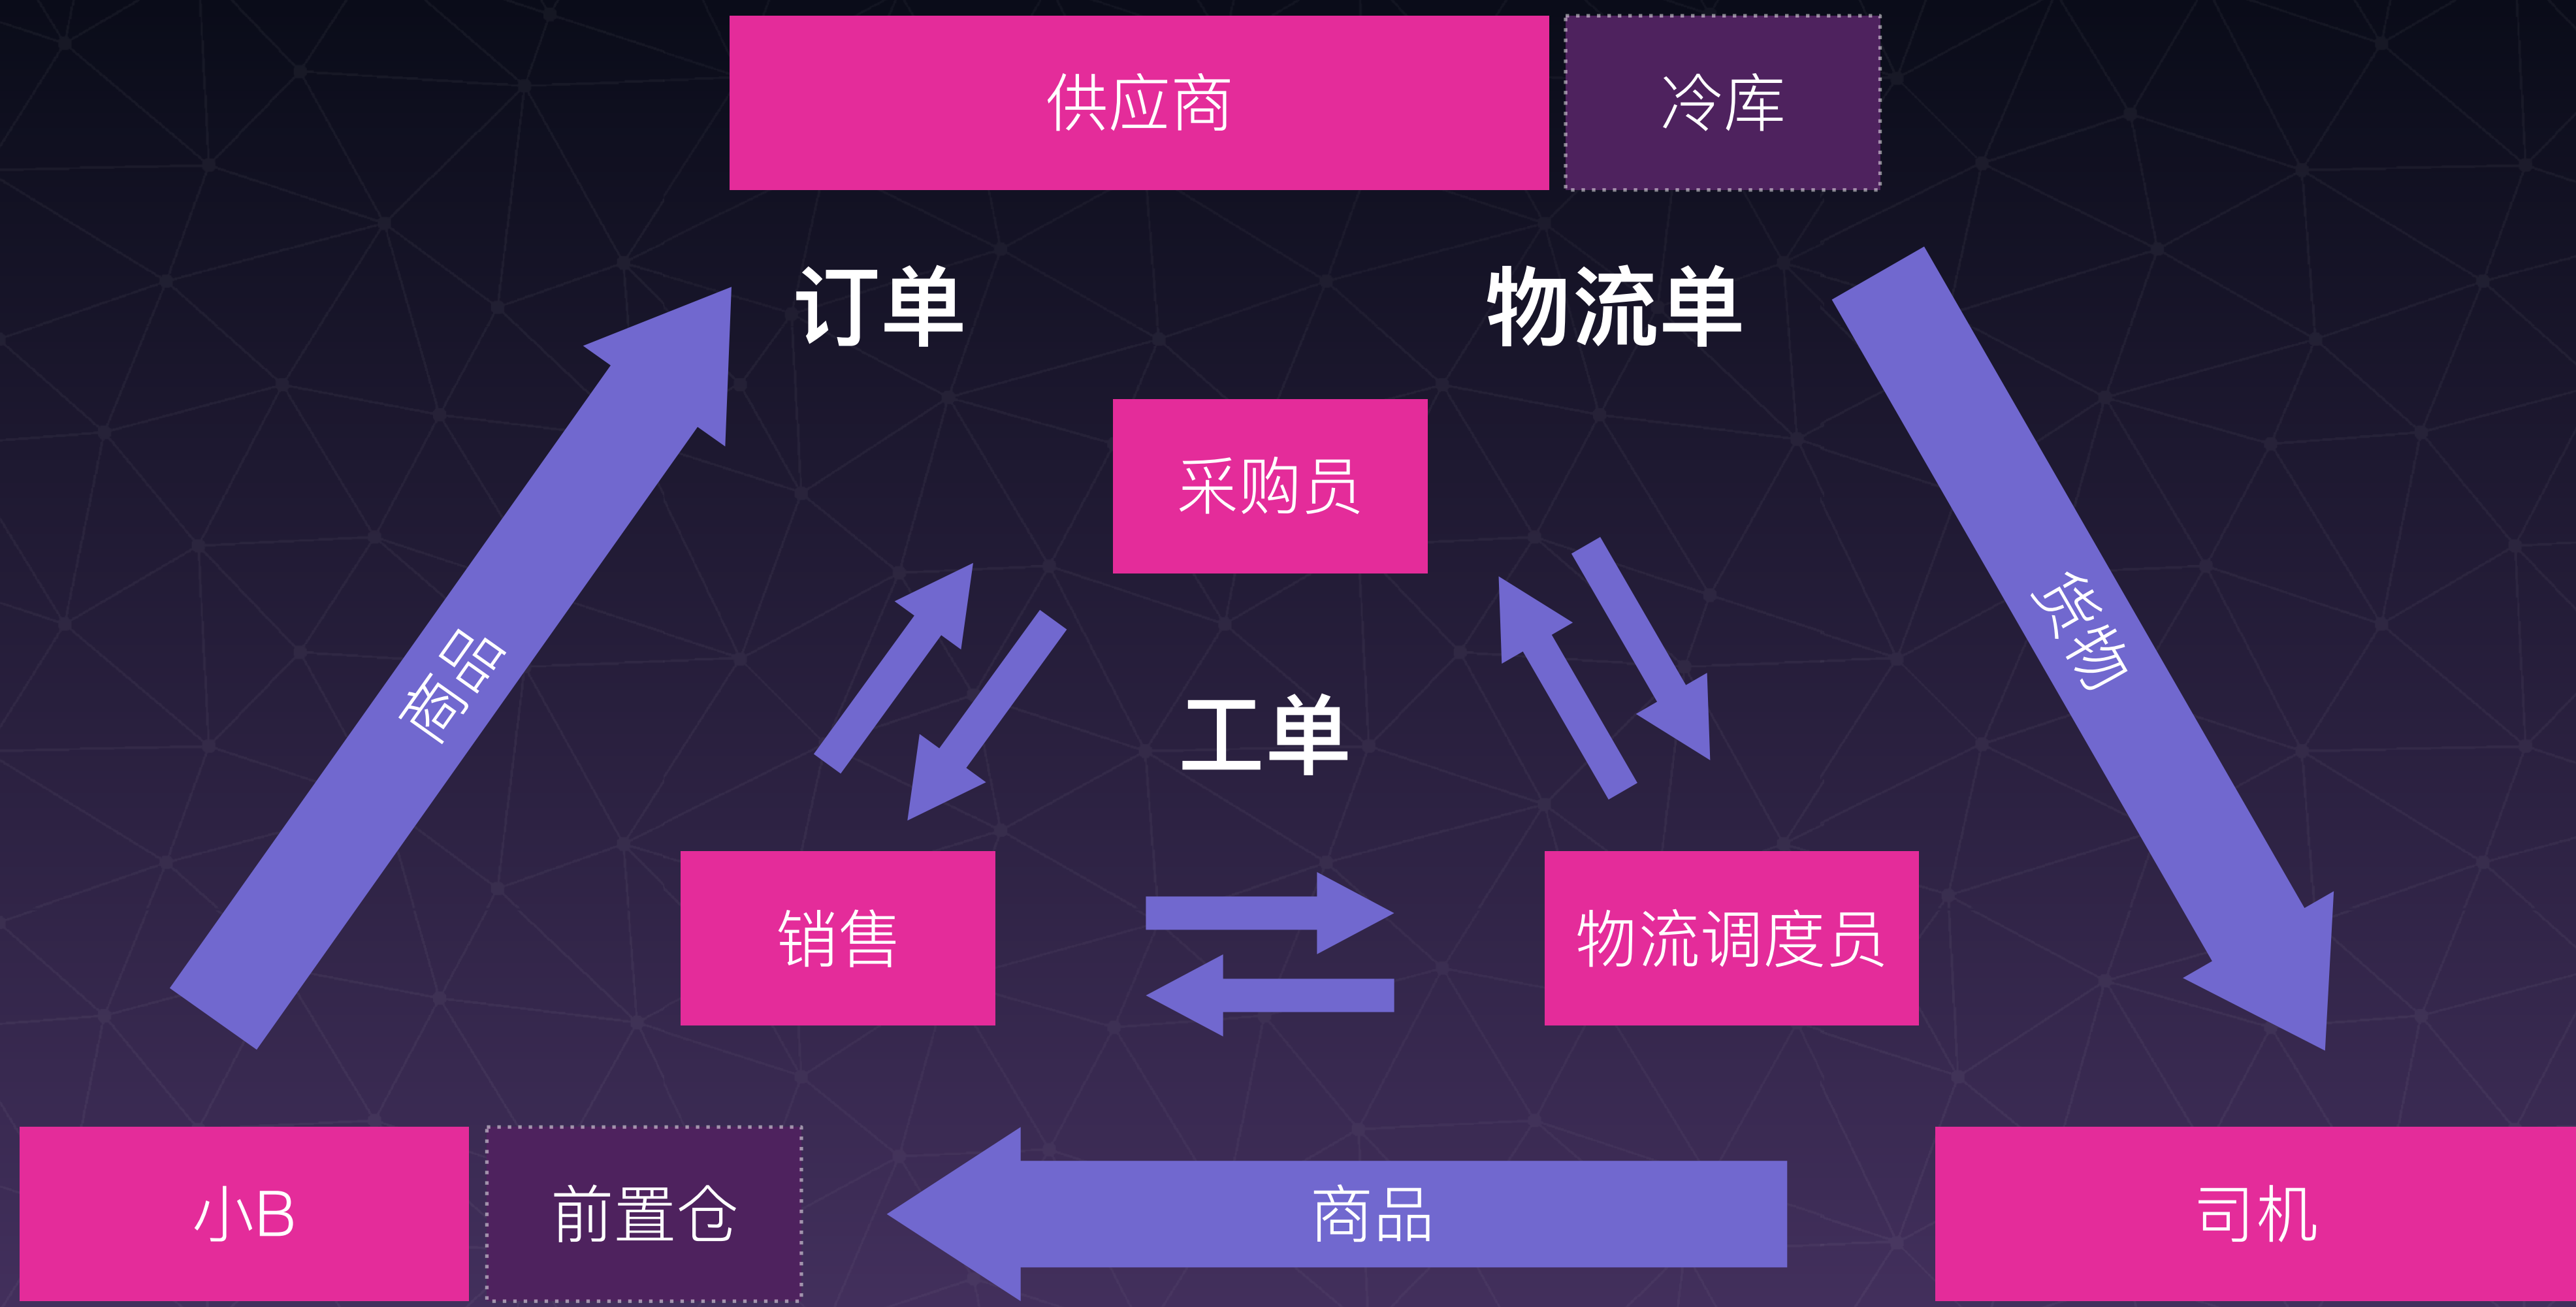 供应商
冷库
订单
物流单
采购员
商品
货物
工单
销售
物流调度员
小B
前置仓
商品
司机